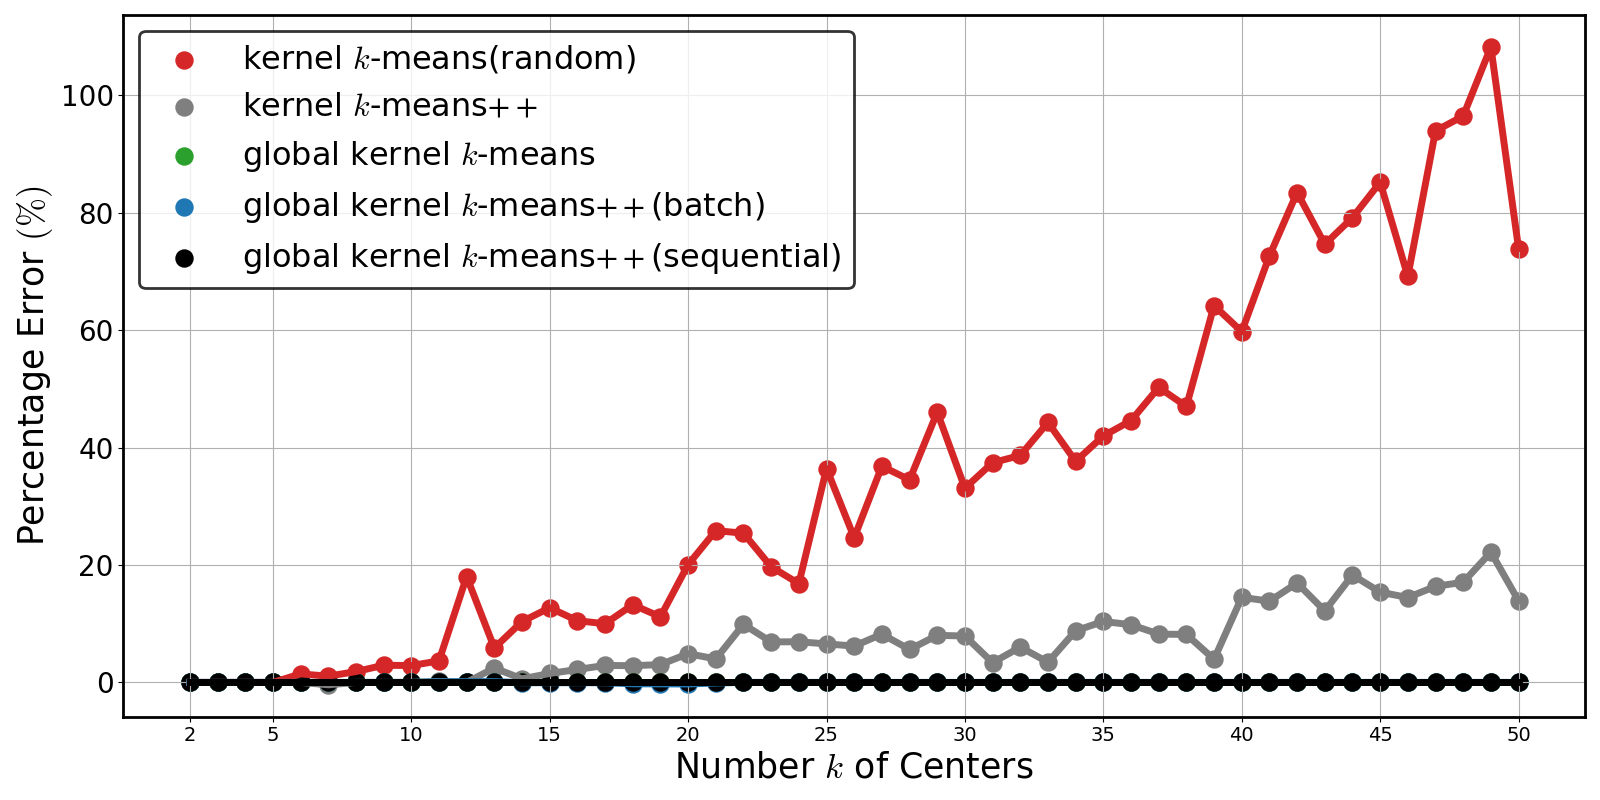 kernel k-means(random)
kernel k-means++
global kernel k-means
global kernel k-means++(batch)
global kernel k-means++(sequential)
Percentage Error (%)
100
80
60
40
20
0
2 5 10 15 20 25 30 35 40 45 50
Number k of Centers